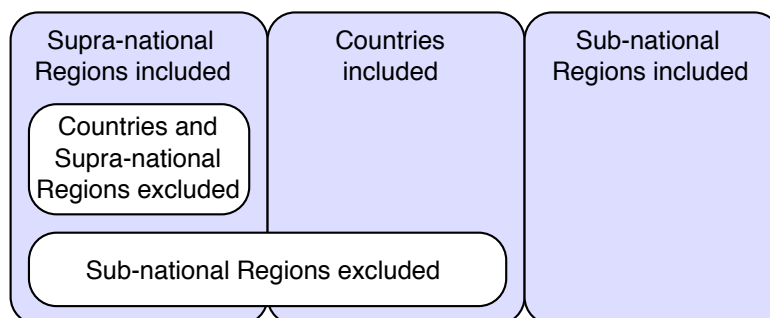 Supra-national
Regions included
Countries
included
Sub-national
Regions included
Countries and
Supra-national
Regions excluded
Sub-national Regions excluded